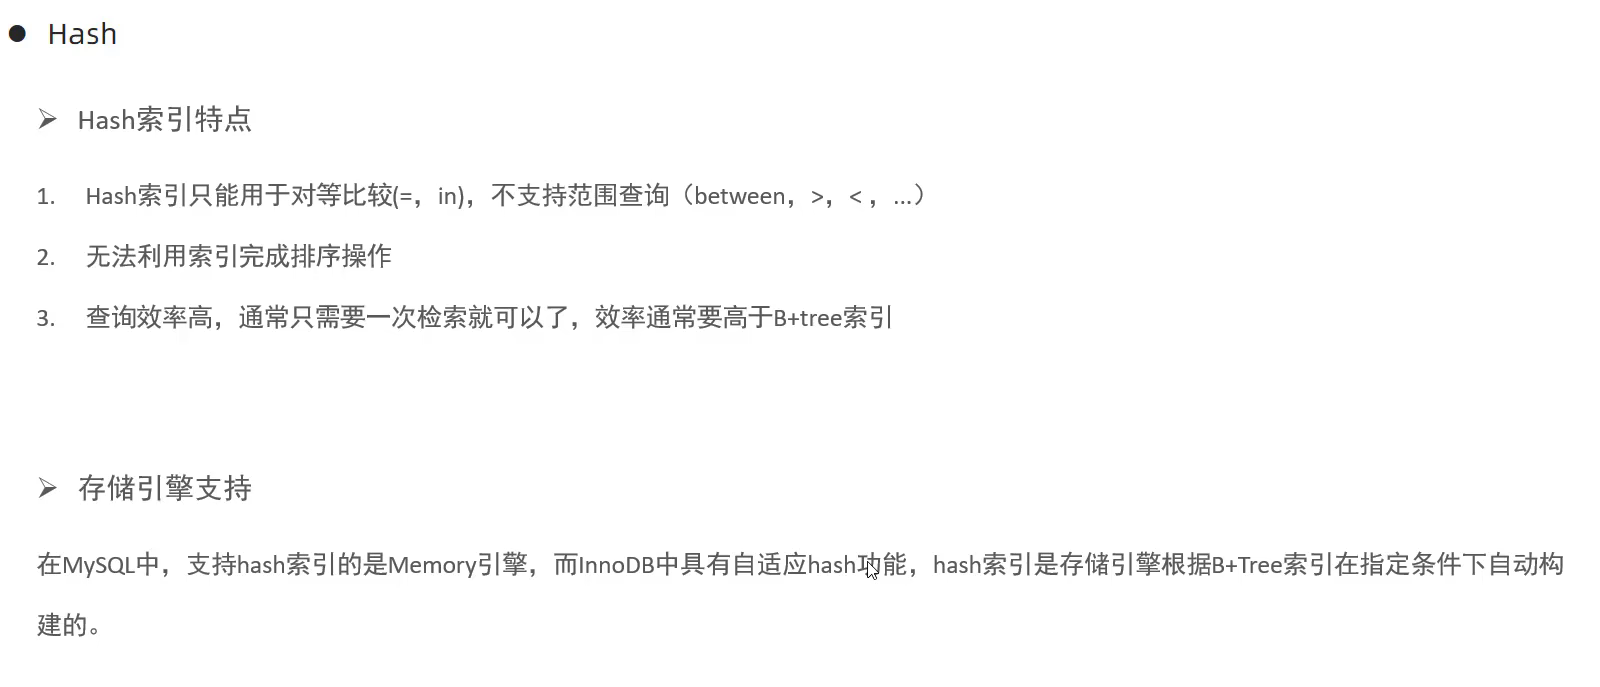 ● Hash
➢ Hash索引特点
1. Hash索引只能用于对等比较(=，in)，不支持范围查询（between，>，<，...）
2. 无法利用索引完成排序操作
3. 查询效率高，通常只需要一次检索就可以了，效率通常要高于B+tree索引
➢ 存储引擎支持
在MySQL中，支持hash索引的是Memory引擎，而InnoDB中具有自适应hash功能，hash索引是存储引擎根据B+Tree索引在指定条件下自动构
建的。